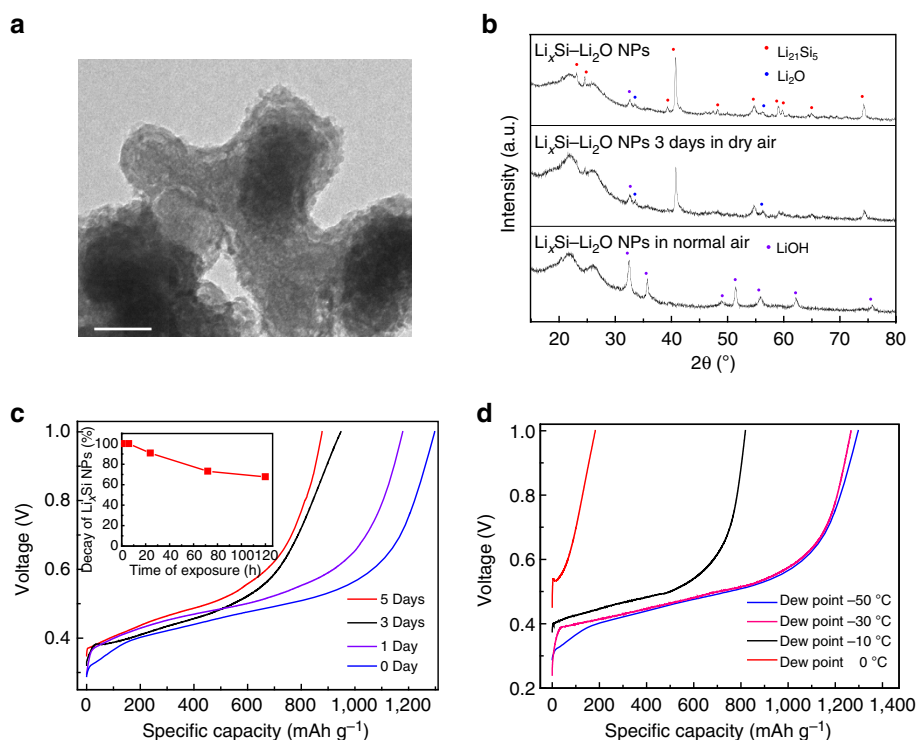 a
b
Li21Si5
Li2O
LixSi–Li2O NPs
LixSi–Li2O NPs 3 days in dry air
LixSi–Li2O NPs in normal air
LiOH
Intensity (a.u.)
20 30 40 50 60 70 80
2θ (°)
c
1.0
0.8
0.6
0.4
Voltage (V)
Decay of LixSi NPs (%)
100
80
60
40
20
0
0 20 40 60 80 100 120
Time of exposure (h)
5 Days
3 Days
1 Day
0 Day
0 200 400 600 800 1,000 1,200
Specific capacity (mAh g–1)
d
1.0
0.8
0.6
0.4
0.2
Voltage (V)
Dew point –50 °C
Dew point –30 °C
Dew point –10 °C
Dew point 0 °C
0 200 400 600 800 1,000 1,200 1,400
Specific capacity (mAh g–1)